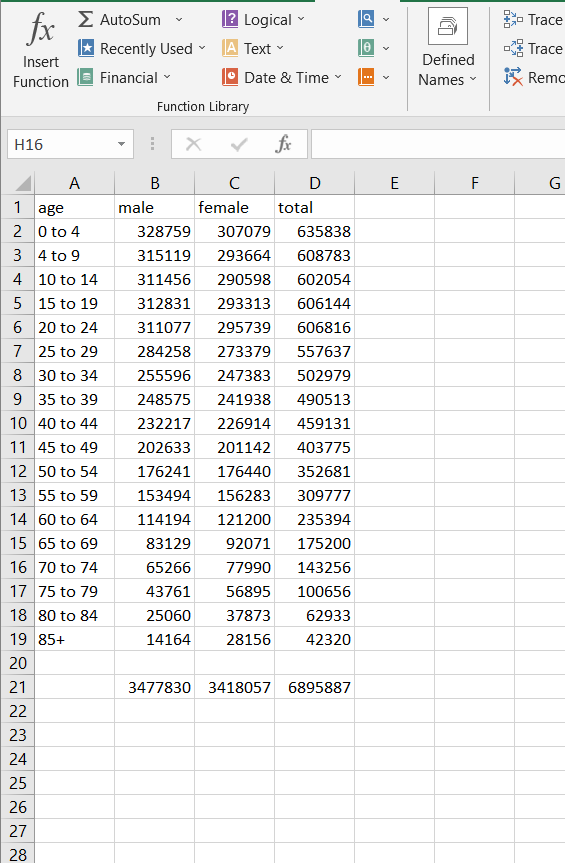 fx
Insert
Function
AutoSum
Recently Used
Financial
Logical
Text
Date & Time
Function Library
Defined
Names
Trace
Trace
Remo
H16
fx
A B C D E F G
1 age male female total
2 0 to 4 328759 307079 635838
3 4 to 9 315119 293664 608783
4 10 to 14 311456 290598 602054
5 15 to 19 312831 293313 606144
6 20 to 24 311077 295739 606816
7 25 to 29 284258 273379 557637
8 30 to 34 255596 247383 502979
9 35 to 39 248575 241938 490513
10 40 to 44 232217 226914 459131
11 45 to 49 202633 201142 403775
12 50 to 54 176241 176440 352681
13 55 to 59 153494 156283 309777
14 60 to 64 114194 121200 235394
15 65 to 69 83129 92071 175200
16 70 to 74 65266 77990 143256
17 75 to 79 43761 56895 100656
18 80 to 84 25060 37873 62933
19 85+ 14164 28156 42320
20
21 3477830 3418057 6895887
22
23
24
25
26
27
28